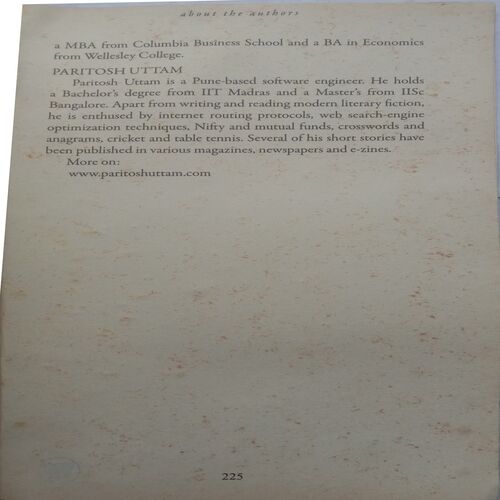 about the authors
a MBA from Columbia Business School and a BA in Economics
from Wellesley College.
PARITOSH UTTAM
Paritosh Uttam is a Pune-based software engineer. He holds
a Bachelor's degree from IIT Madras and a Master's from IISc
Bangalore. Apart from writing and reading modern literary fiction,
he is enthused by internet routing protocols, web search-engine
optimization techniques, Nifty and mutual funds, crosswords and
anagrams, cricket and table tennis. Several of his short stories have
been published in various magazines, newspapers and e-zines.
More on:
www.paritoshuttam.com
225